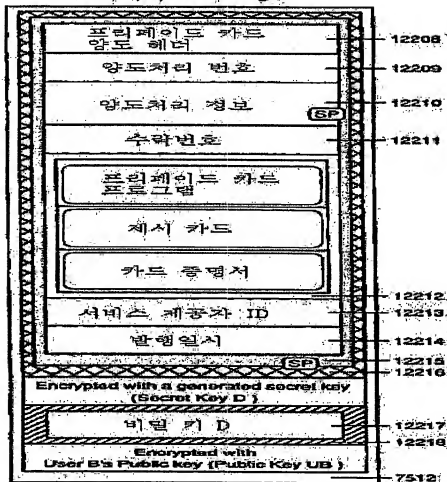 프리페이드 카드
양도 헤더
12208
양도처리 번호
12209
양도처리 정보
12210
SP
수락번호
12211
프리페이드 카드
프로그램
제시 카드
카드 증명서
12212
서비스 제공자 ID
12213
발행일시
12214
SP
12215
12216
Encrypted with a generated secret key
(Secret Key D )
비밀 키 D
12217
12218
Encrypted with
User B's Public key (Public Key UB )
7512